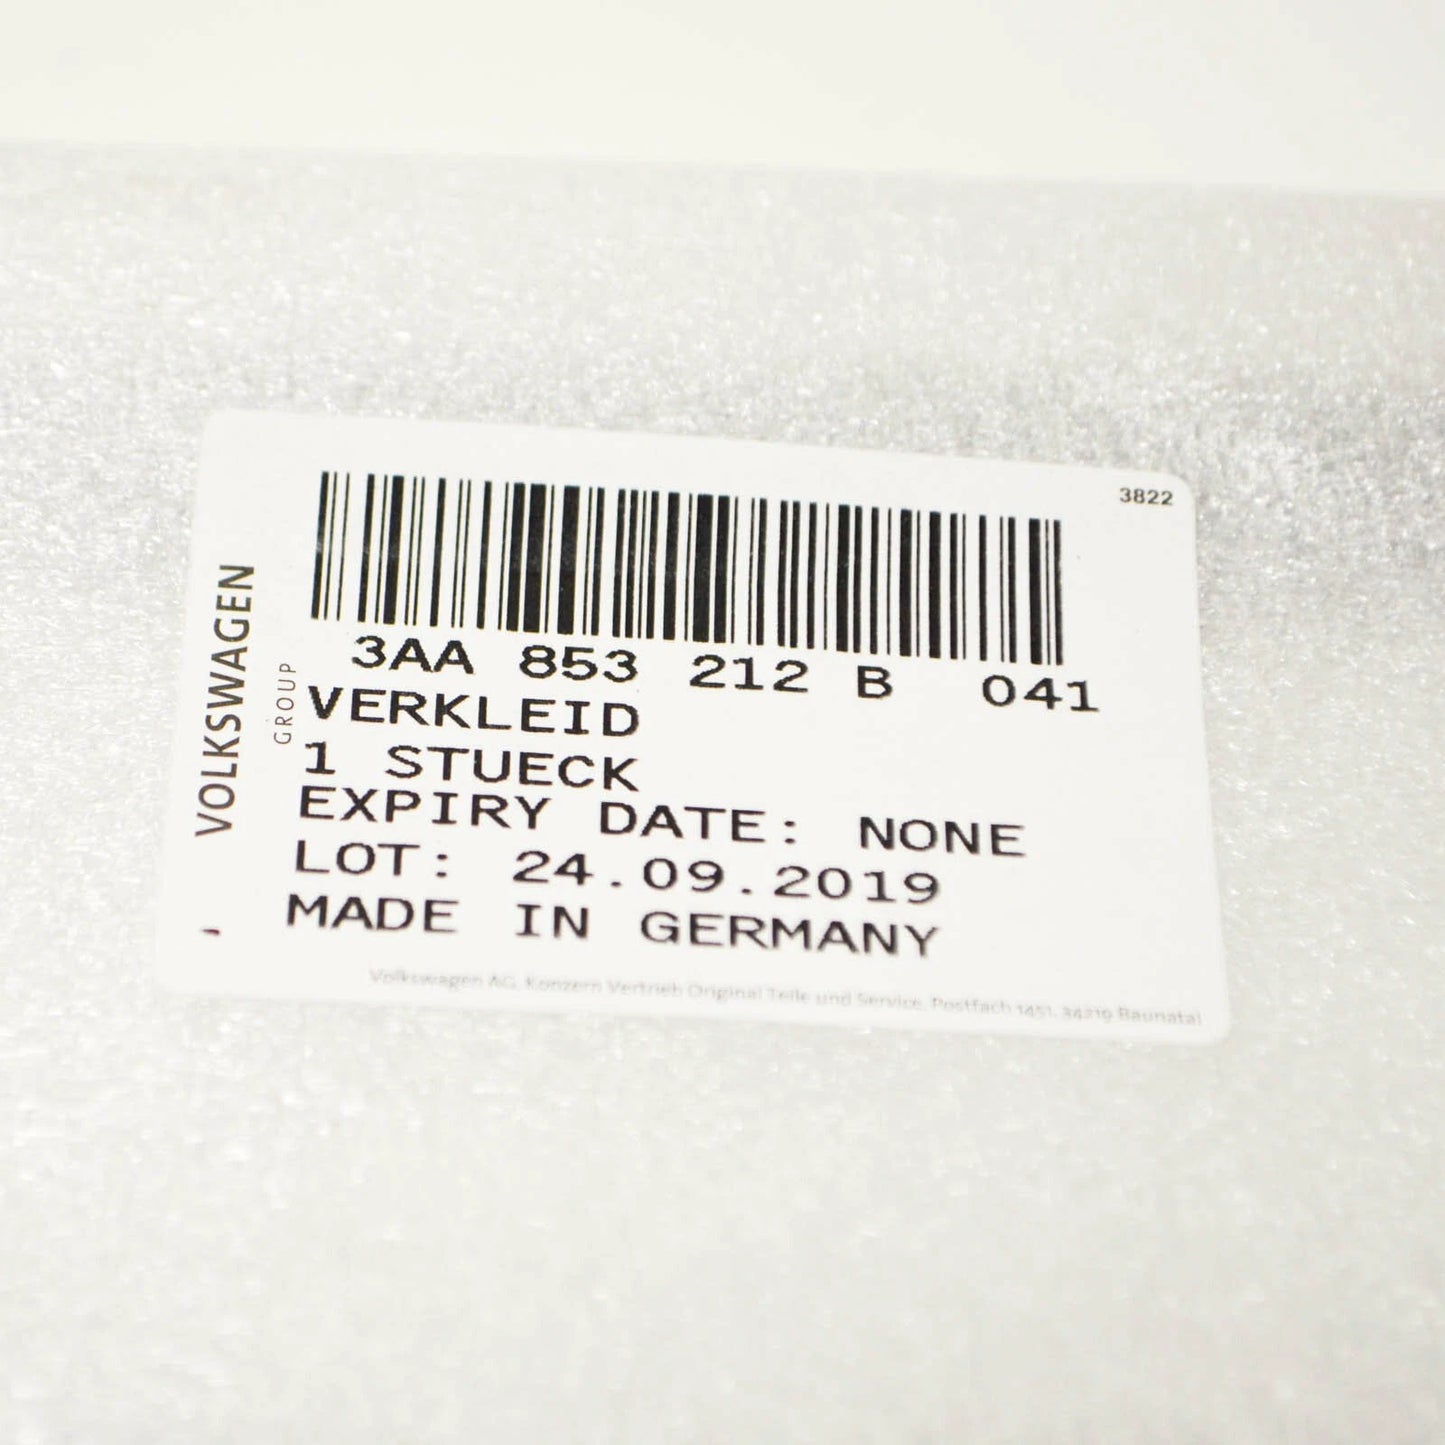 3822
3AA 853 212 B 041
VERKLEID
1 STUECK
EXPIRY DATE: NONE
LOT: 24.09.2019
MADE IN GERMANY
VOLKSWAGEN
GROUP
Volkswagen AG, Konzern Vertrieb Original Teile und Service, Postfach 1451, 34219 Baunatal